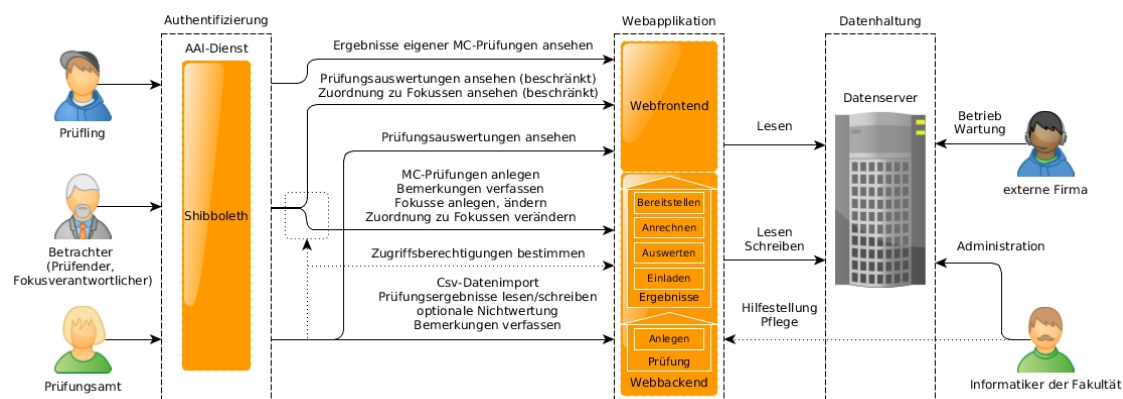 Authentifizierung
Webapplikation
Datenhaltung
AAI-Dienst
Ergebnisse eigener MC-Prüfungen ansehen
Prüfungsauswertungen ansehen (beschränkt)
Zuordnung zu Fokussen ansehen (beschränkt)
Webfrontend
Datenserver
Prüfling
Prüfungsauswertungen ansehen
Lesen
Betrieb
Wartung
MC-Prüfungen anlegen
Bemerkungen verfassen
Fokusse anlegen, ändern
Zuordnung zu Fokussen verändern
externe Firma
Shibboleth
Bereitstellen
Anrechnen
Auswerten
Einladen
Ergebnisse
Lesen
Schreiben
Betrachter
(Prüfender,
Fokusverantwortlicher)
Zugriffsberechtigungen bestimmen
Administration
Csv-Datenimport
Prüfungsergebnisse lesen/schreiben
optionale Nichtwertung
Bemerkungen verfassen
Hilfestellung
Pflege
Anlegen
Prüfung
Webbackend
Prüfungsamt
Informatiker der Fakultät